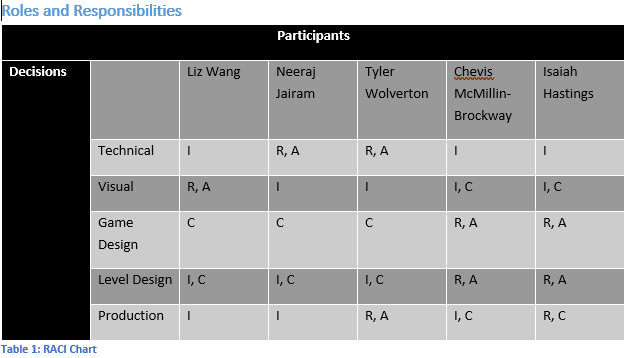 Roles and Responsibilities
Participants
Decisions Liz Wang Neeraj Tyler Chevis Isaiah
Jairam Wolverton McMillin- Hastings
Brockway
Technical I R, A R, A I I
Visual R, A I I I, C I, C
Game C C C R, A R, A
Design
Level Design I, C I, C I, C R, A R, A
Production I I R, A I, C R, C
Table 1: RACI Chart